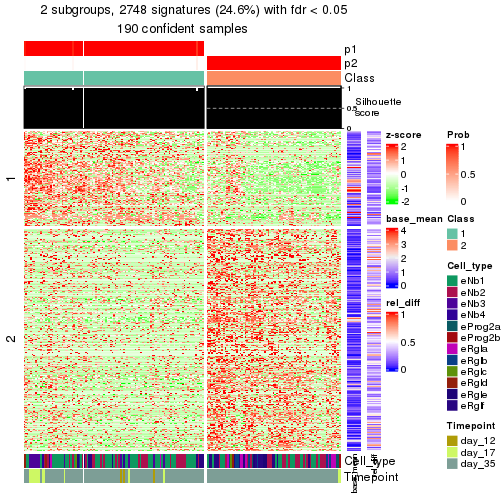 2 subgroups, 2748 signatures (24.6%) with fdr < 0.05
190 confident samples
p1
p2
Class
1
0.5
0
Silhouette
score
1
2
z-score
2
1
0
-1
-2
Prob
1
0.5
0
base_mean
4
3
2
1
0
Class
1
2
rel_diff
1
0.5
0
Cell_type
eNb1
eNb2
eNb3
eNb4
eProg2a
eProg2b
eRgla
eRglb
eRglc
eRgld
eRgle
eRglf
Timepoint
day_12
day_17
day_35
Cell_type
Timepoint
base_mean
rel_diff